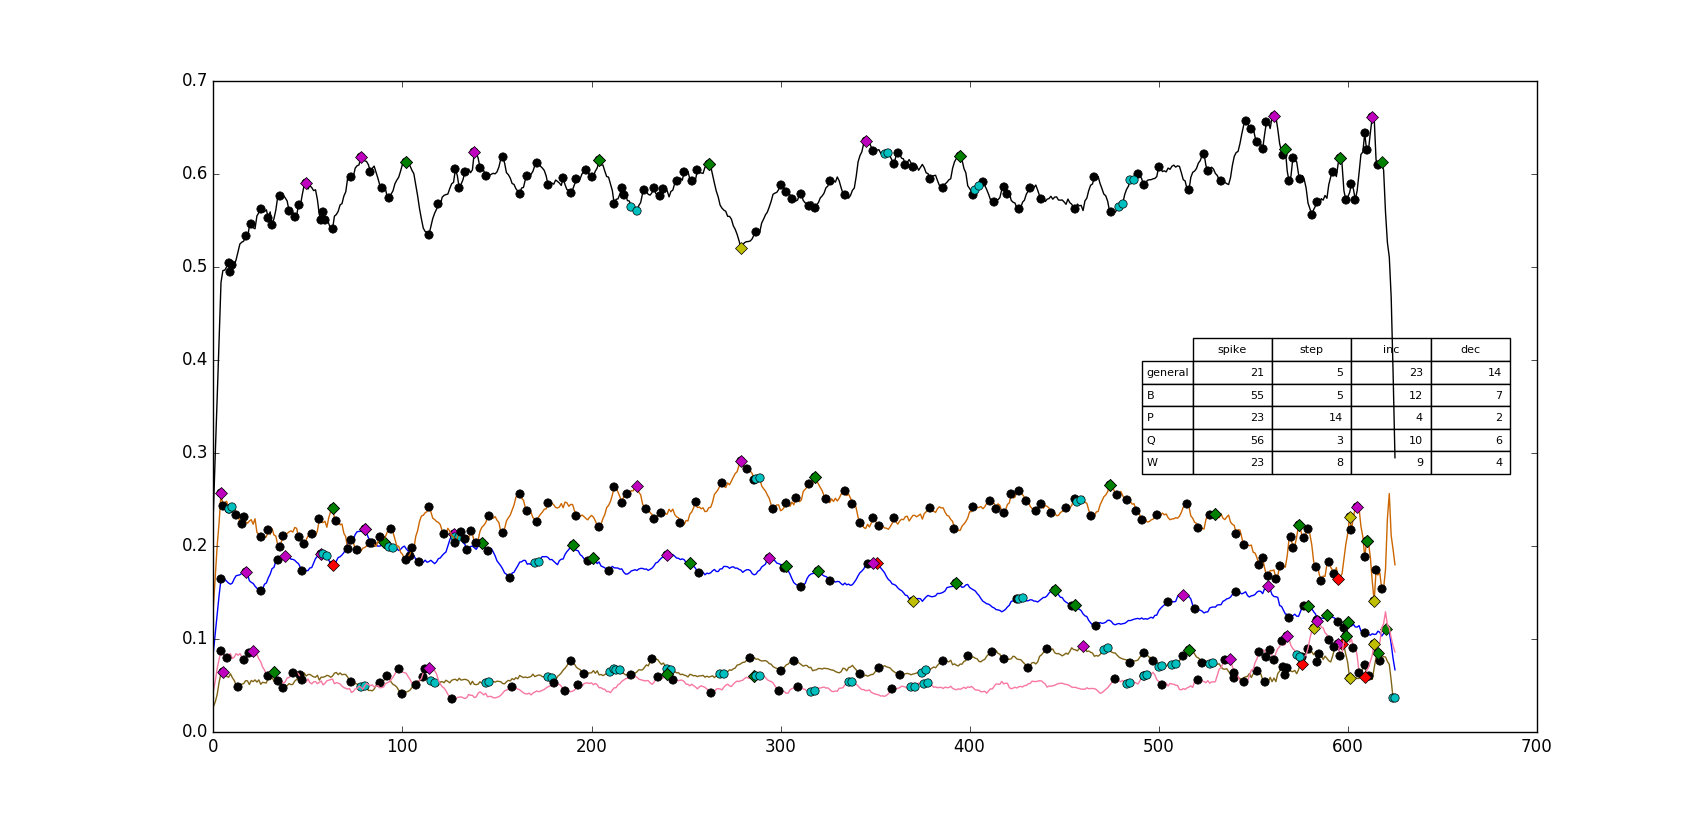 0.7
0.6
0.5
0.4
0.3
0.2
0.1
0.0
spike step inc dec
general 21 5 23 14
B 55 5 12 7
P 23 14 4 2
Q 56 3 10 6
W 23 8 9 4
0 100 200 300 400 500 600 700